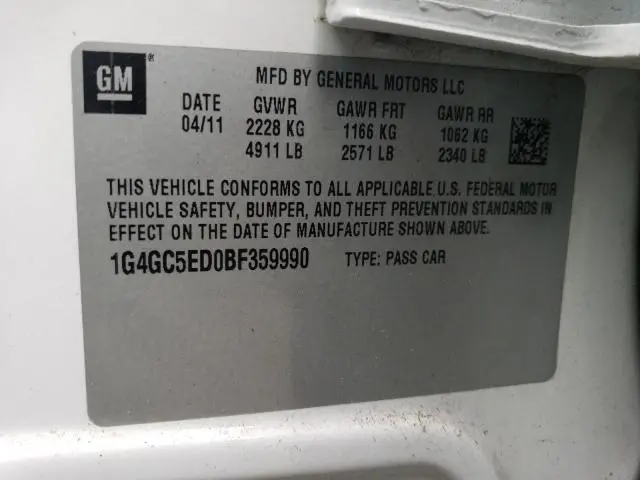 GM®
MFD BY GENERAL MOTORS LLC
DATE GVWR GAWR FRT GAWR RR
04/11 2228 KG 1166 KG 1062 KG
4911 LB 2571 LB 2340 LB
THIS VEHICLE CONFORMS TO ALL APPLICABLE U.S. FEDERAL MOTOR
VEHICLE SAFETY, BUMPER, AND THEFT PREVENTION STANDARDS IN
EFFECT ON THE DATE OF MANUFACTURE SHOWN ABOVE.
1G4GC5ED0BF359990 TYPE: PASS CAR